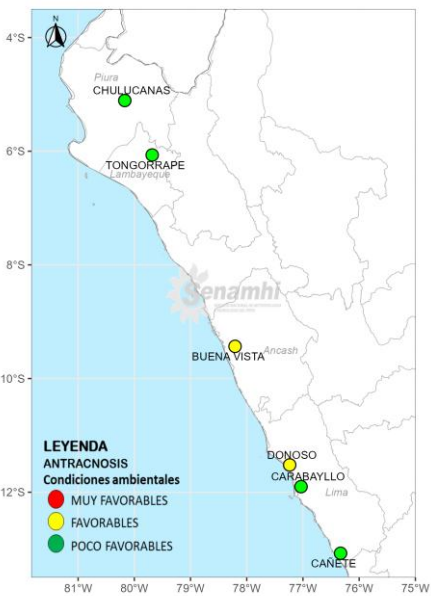 N
4°S
Piura
CHULUCANAS
6°S
TONGORRAPE
Lambayeque
8°S
Senamhi
BUENA VISTA
Ancash
10°S
LEYENDA
ANTRACNOSIS
Condiciones ambientales
MUY FAVORABLES
FAVORABLES
POCO FAVORABLES
DONOSO
CARABAYLLO
Lima
12°S
CAÑETE
81°W 80°W 79°W 78°W 77°W 76°W 75°W